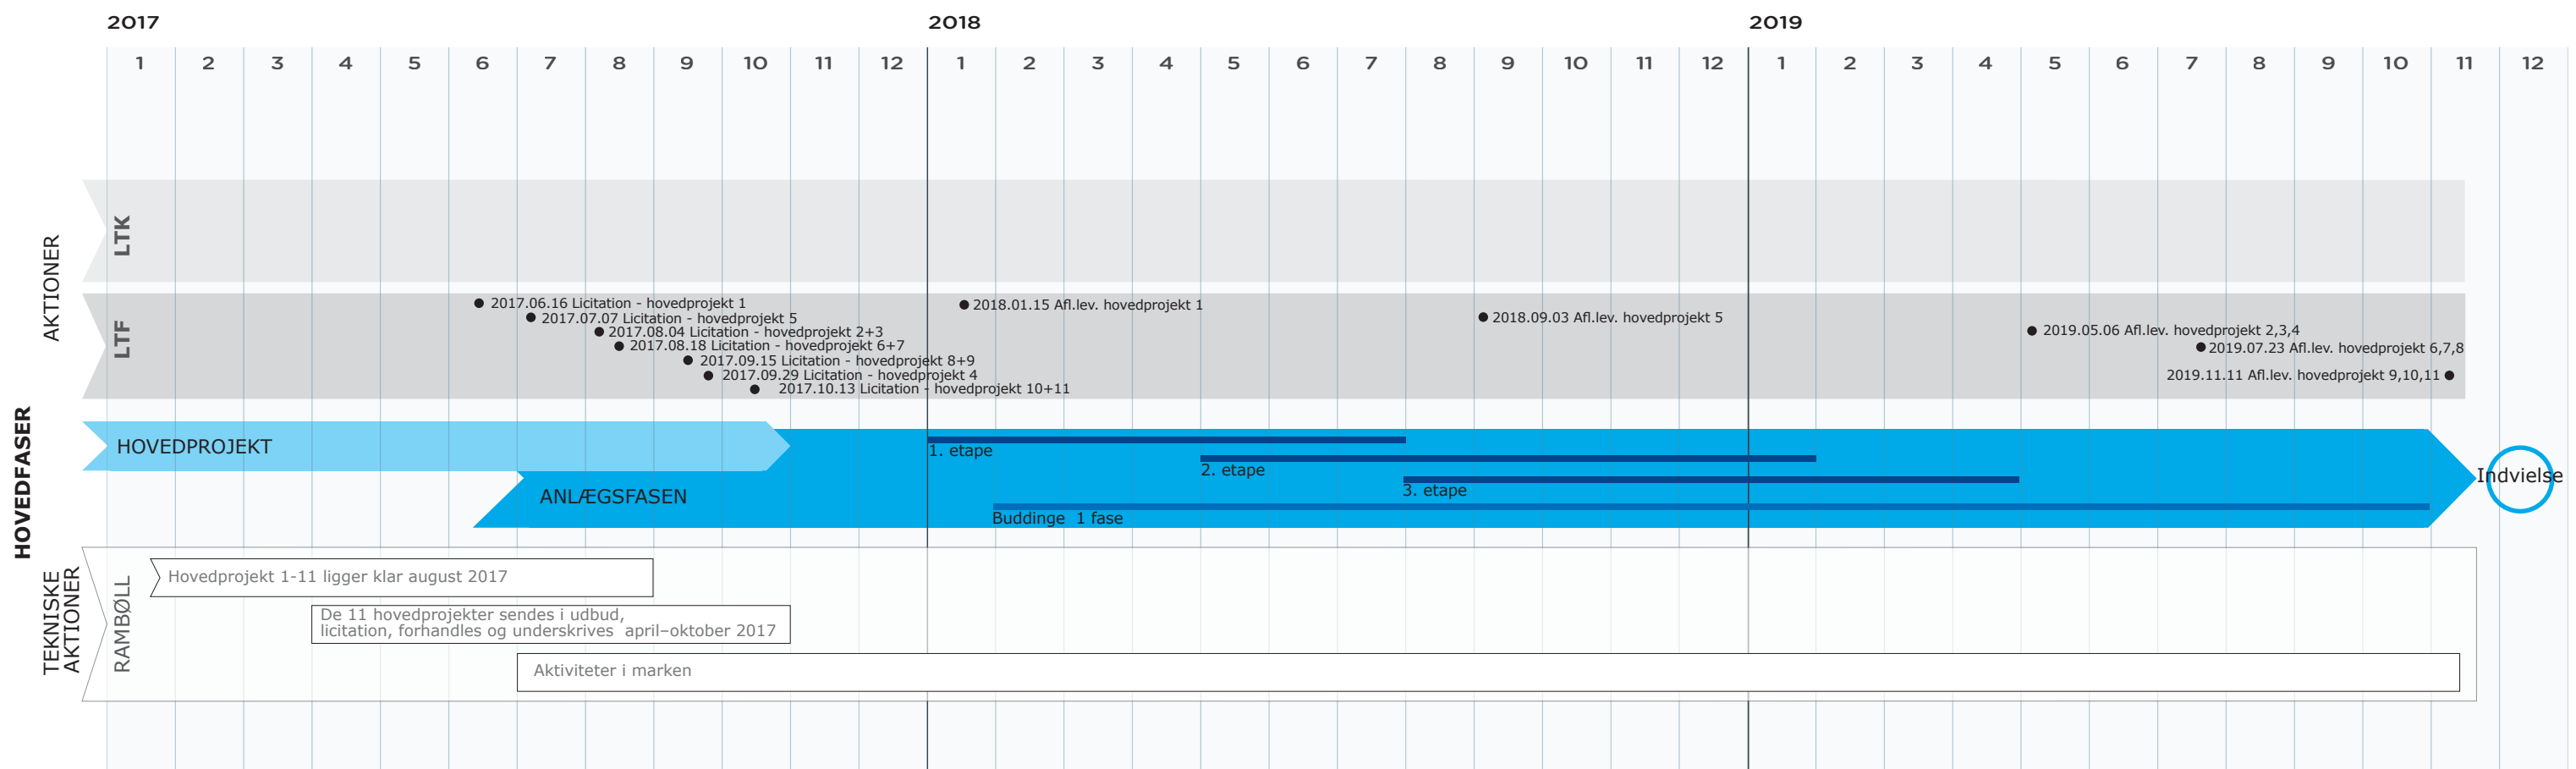 2017 2018 2019
1 2 3 4 5 6 7 8 9 10 11 12 1 2 3 4 5 6 7 8 9 10 11 12 1 2 3 4 5 6 7 8 9 10 11 12
HOVEDFASER
AKTIONER
LTK
LTF
2017.06.16 Licitation - hovedprojekt 1
2017.07.07 Licitation - hovedprojekt 5
2017.08.04 Licitation - hovedprojekt 2+3
2017.08.18 Licitation - hovedprojekt 6+7
2017.09.15 Licitation - hovedprojekt 8+9
2017.09.29 Licitation - hovedprojekt 4
2017.10.13 Licitation - hovedprojekt 10+11
2018.01.15 Afl.lev. hovedprojekt 1
2018.09.03 Afl.lev. hovedprojekt 5
2019.05.06 Afl.lev. hovedprojekt 2,3,4
2019.07.23 Afl.lev. hovedprojekt 6,7,8
2019.11.11 Afl.lev. hovedprojekt 9,10,11
HOVEDPROJEKT
ANLÆGSFASEN
1. etape
2. etape
3. etape
Buddinge 1 fase
Indvielse
TEKNISKE
AKTIONER
RAMBØLL
Hovedprojekt 1-11 ligger klar august 2017
De 11 hovedprojekter sendes i udbud,
licitation, forhandles og underskrives april–oktober 2017
Aktiviteter i marken